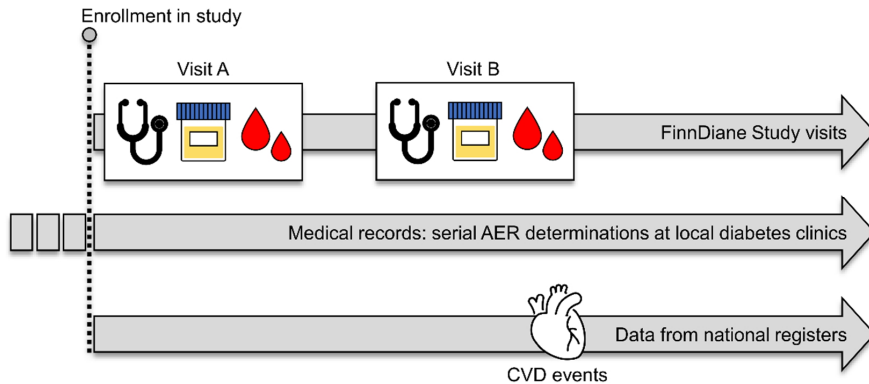 Enrollment in study
Visit A
Visit B
FinnDiane Study visits
Medical records: serial AER determinations at local diabetes clinics
Data from national registers
CVD events